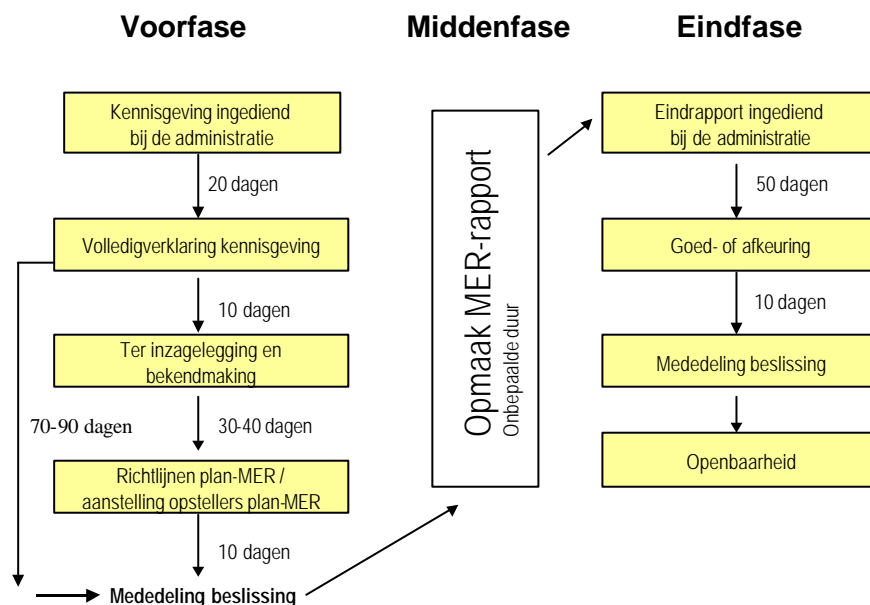 Voorfase
Kennisgeving ingediend
bij de administratie
20 dagen
Volledigverklaring kennisgeving
10 dagen
Ter inzagelegging en
bekendmaking
70-90 dagen
30-40 dagen
Richtlijnen plan-MER /
aanstelling opstellers plan-MER
10 dagen
Mededeling beslissing
Middenfase
Opmaak MER-rapport
Onbepaalde duur
Eindfase
Eindrapport ingediend
bij de administratie
50 dagen
Goed- of afkeuring
10 dagen
Mededeling beslissing
Openbaarheid